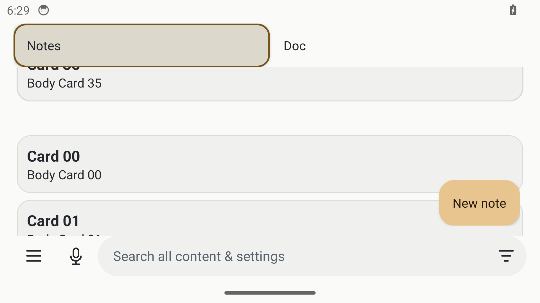 6:29
Notes
Doc
Body Card 35
Card 00
Body Card 00
Card 01
New note
Search all content & settings